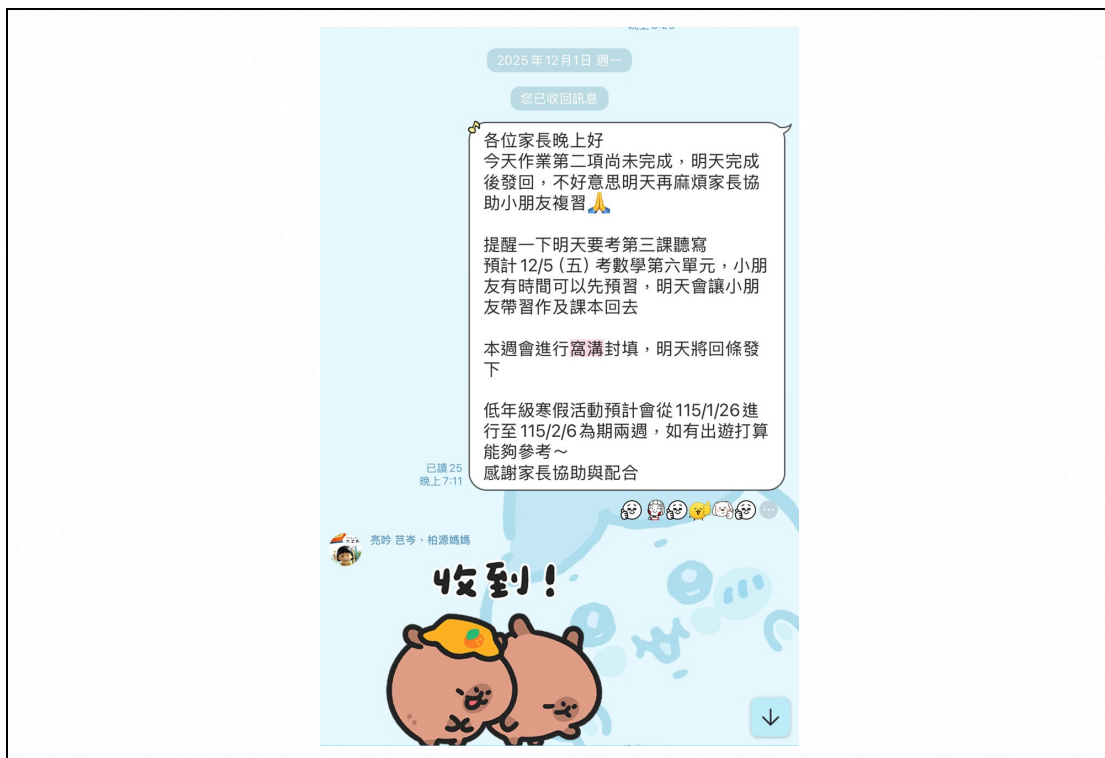 2025年12月1日 週一
您已收回訊息
各位家長晚上好
今天作業第二項尚未完成，明天完成
後發回，不好意思明天再麻煩家長協
助小朋友複習🙏
提醒一下明天要考第三課聽寫
預計12/5 (五) 考數學第六單元，小朋
友有時間可以先預習，明天會讓小朋
友帶習作及課本回去
本週會進行窩溝封填，明天將回條發
下
低年級寒假活動預計會從115/1/26進
行至115/2/6為期兩週，如有出遊打算
能夠參考～
感謝家長協助與配合
已讀 25
晚上 7:11
亮吟 芑岑、柏源媽媽
收到！